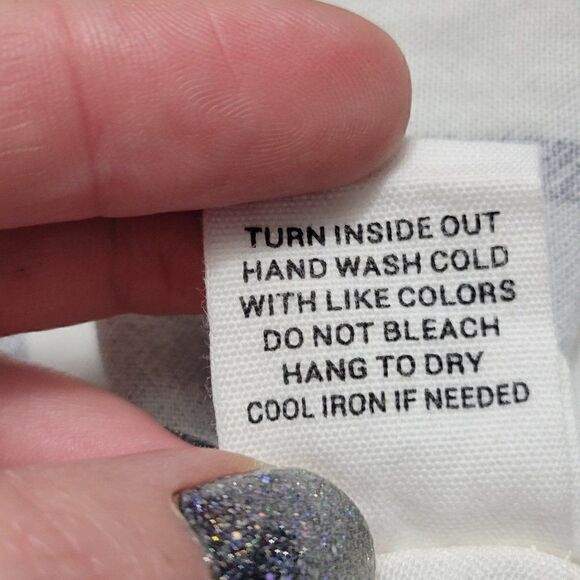 TURN INSIDE OUT
HAND WASH COLD
WITH LIKE COLORS
DO NOT BLEACH
HANG TO DRY
COOL IRON IF NEEDED